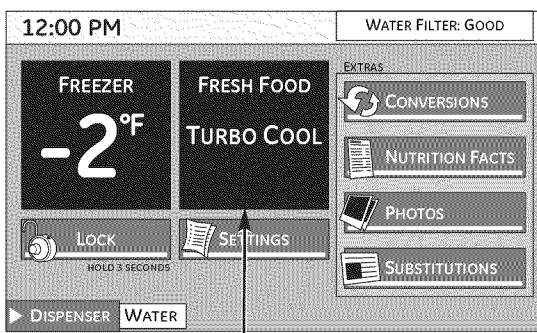 12:00 PM
WATER FILTER: GOOD
FREEZER
-2°F
FRESH FOOD
TURBO COOL
EXTRAS
CONVERSIONS
NUTRITION FACTS
PHOTOS
SUBSTITUTIONS
LOCK
HOLD 3 SECONDS
SETTINGS
DISPENSER
WATER